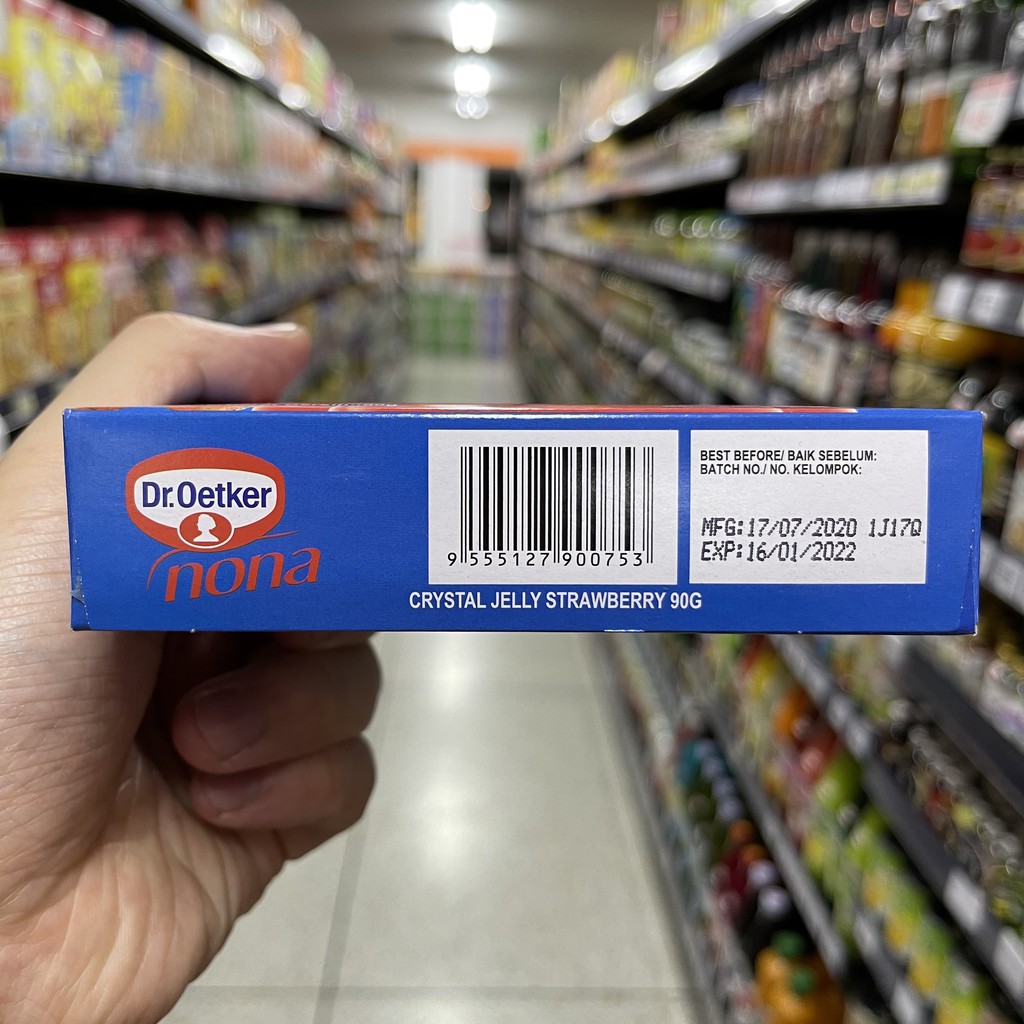 Dr.Oetker
nona
9 555127 900753
CRYSTAL JELLY STRAWBERRY 90G
BEST BEFORE/ BAIK SEBELUM:
BATCH NO./ NO. KELOMPOK:
MFG:17/07/2020 1J17Q
EXP:16/01/2022